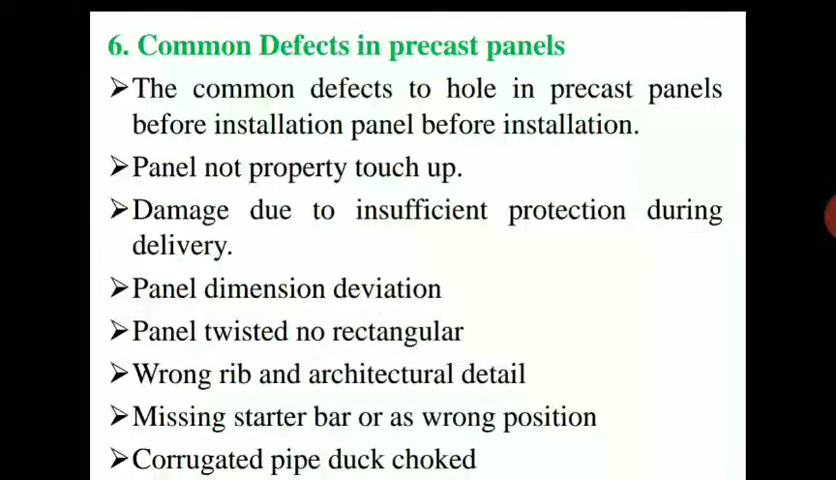 6. Common Defects in precast panels
➢The common defects to hole in precast panels
before installation panel before installation.
➢Panel not property touch up.
➢Damage due to insufficient protection during
delivery.
➢Panel dimension deviation
➢Panel twisted no rectangular
➢Wrong rib and architectural detail
➢Missing starter bar or as wrong position
➢Corrugated pipe duck choked